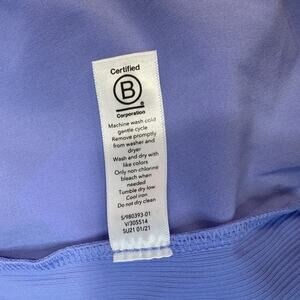 Certified
B
Corporation
Machine wash cold
gentle cycle
Remove promptly
from washer and
dryer
Wash and dry with
like colors
Only non-chlorine
bleach when
needed
Tumble dry low
Cool iron
Do not dry clean
S/980393-01
V/305514
SU21 01/21